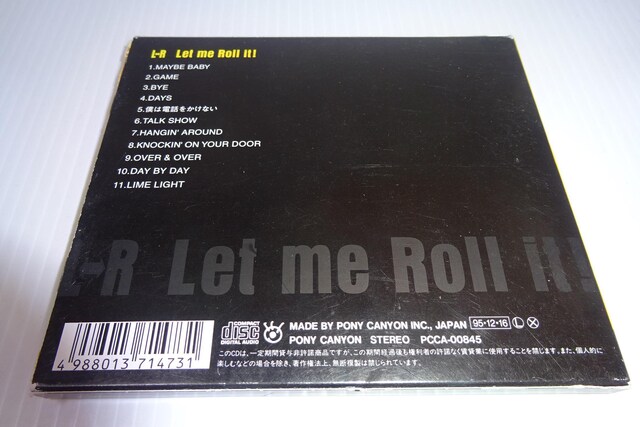 L-R Let me Roll it!
1.MAYBE BABY
2.GAME
3.BYE
4.DAYS
5.僕は電話をかけない
6.TALK SHOW
7.HANGIN' AROUND
8.KNOCKIN' ON YOUR DOOR
9.OVER & OVER
10.DAY BY DAY
11.LIME LIGHT
L-R Let me Roll it!
COMPACT disc DIGITAL AUDIO
MADE BY PONY CANYON INC., JAPAN 95・12・16 L X
PONY CANYON STEREO PCCA-00845
4 988013 714731
このCDは、一定期間貸与非許諾商品ですが、この期間経過後も権利者の許諾なく賃貸業に使用することを禁じます。また、個人的に
楽しむなどの場合を除き、著作権法上、無断複製は禁じられています。